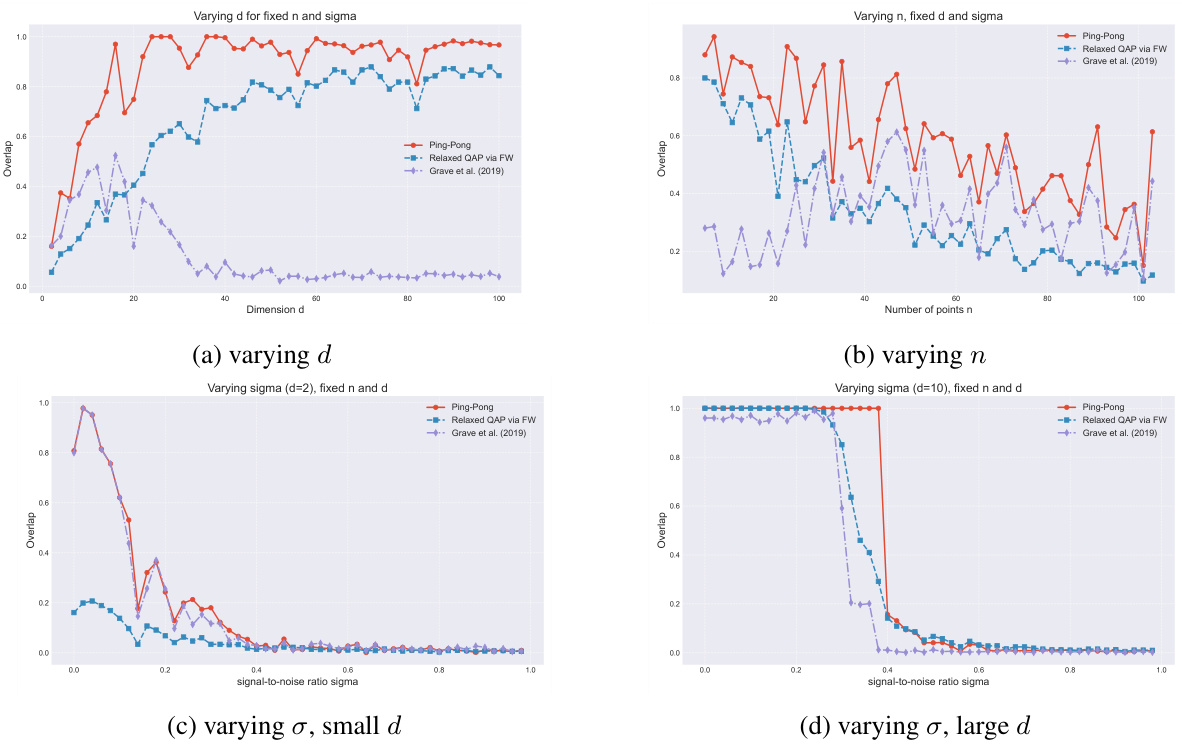 Varying d for fixed n and sigma
Overlap
1.0
0.8
0.6
0.4
0.2
0.0
Ping-Pong
Relaxed QAP via FW
Grave et al. (2019)
0 20 40 60 80 100
Dimension d
(a) varying d
Varying n, fixed d and sigma
Overlap
0.8
0.6
0.4
0.2
Ping-Pong
Relaxed QAP via FW
Grave et al. (2019)
20 40 60 80 100
Number of points n
(b) varying n
Varying sigma (d=2), fixed n and d
Overlap
1.0
0.8
0.6
0.4
0.2
0.0
Ping-Pong
Relaxed QAP via FW
Grave et al. (2019)
0.0 0.2 0.4 0.6 0.8 1.0
signal-to-noise ratio sigma
(c) varying σ, small d
Varying sigma (d=10), fixed n and d
Overlap
1.0
0.8
0.6
0.4
0.2
0.0
Ping-Pong
Relaxed QAP via FW
Grave et al. (2019)
0.0 0.2 0.4 0.6 0.8 1.0
signal-to-noise ratio sigma
(d) varying σ, large d